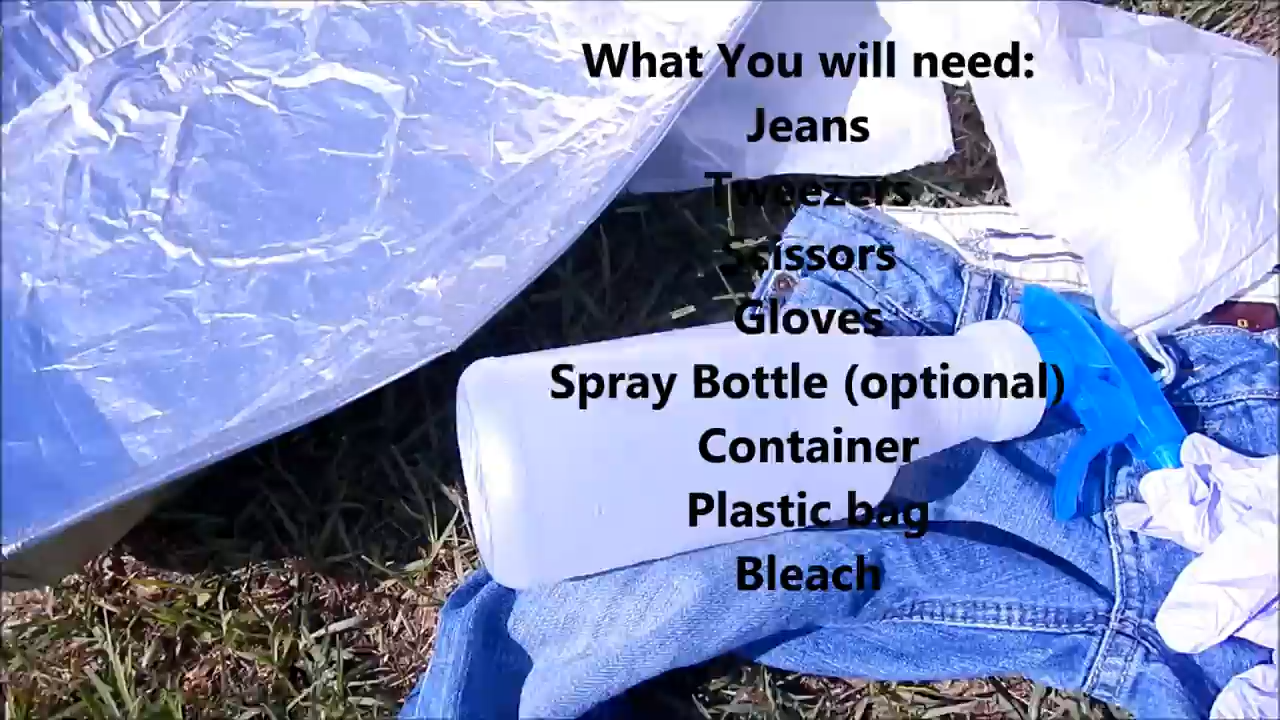 What You will need:
Jeans
Tweezers
Scissors
Gloves
Spray Bottle (optional)
Container
Plastic bag
Bleach